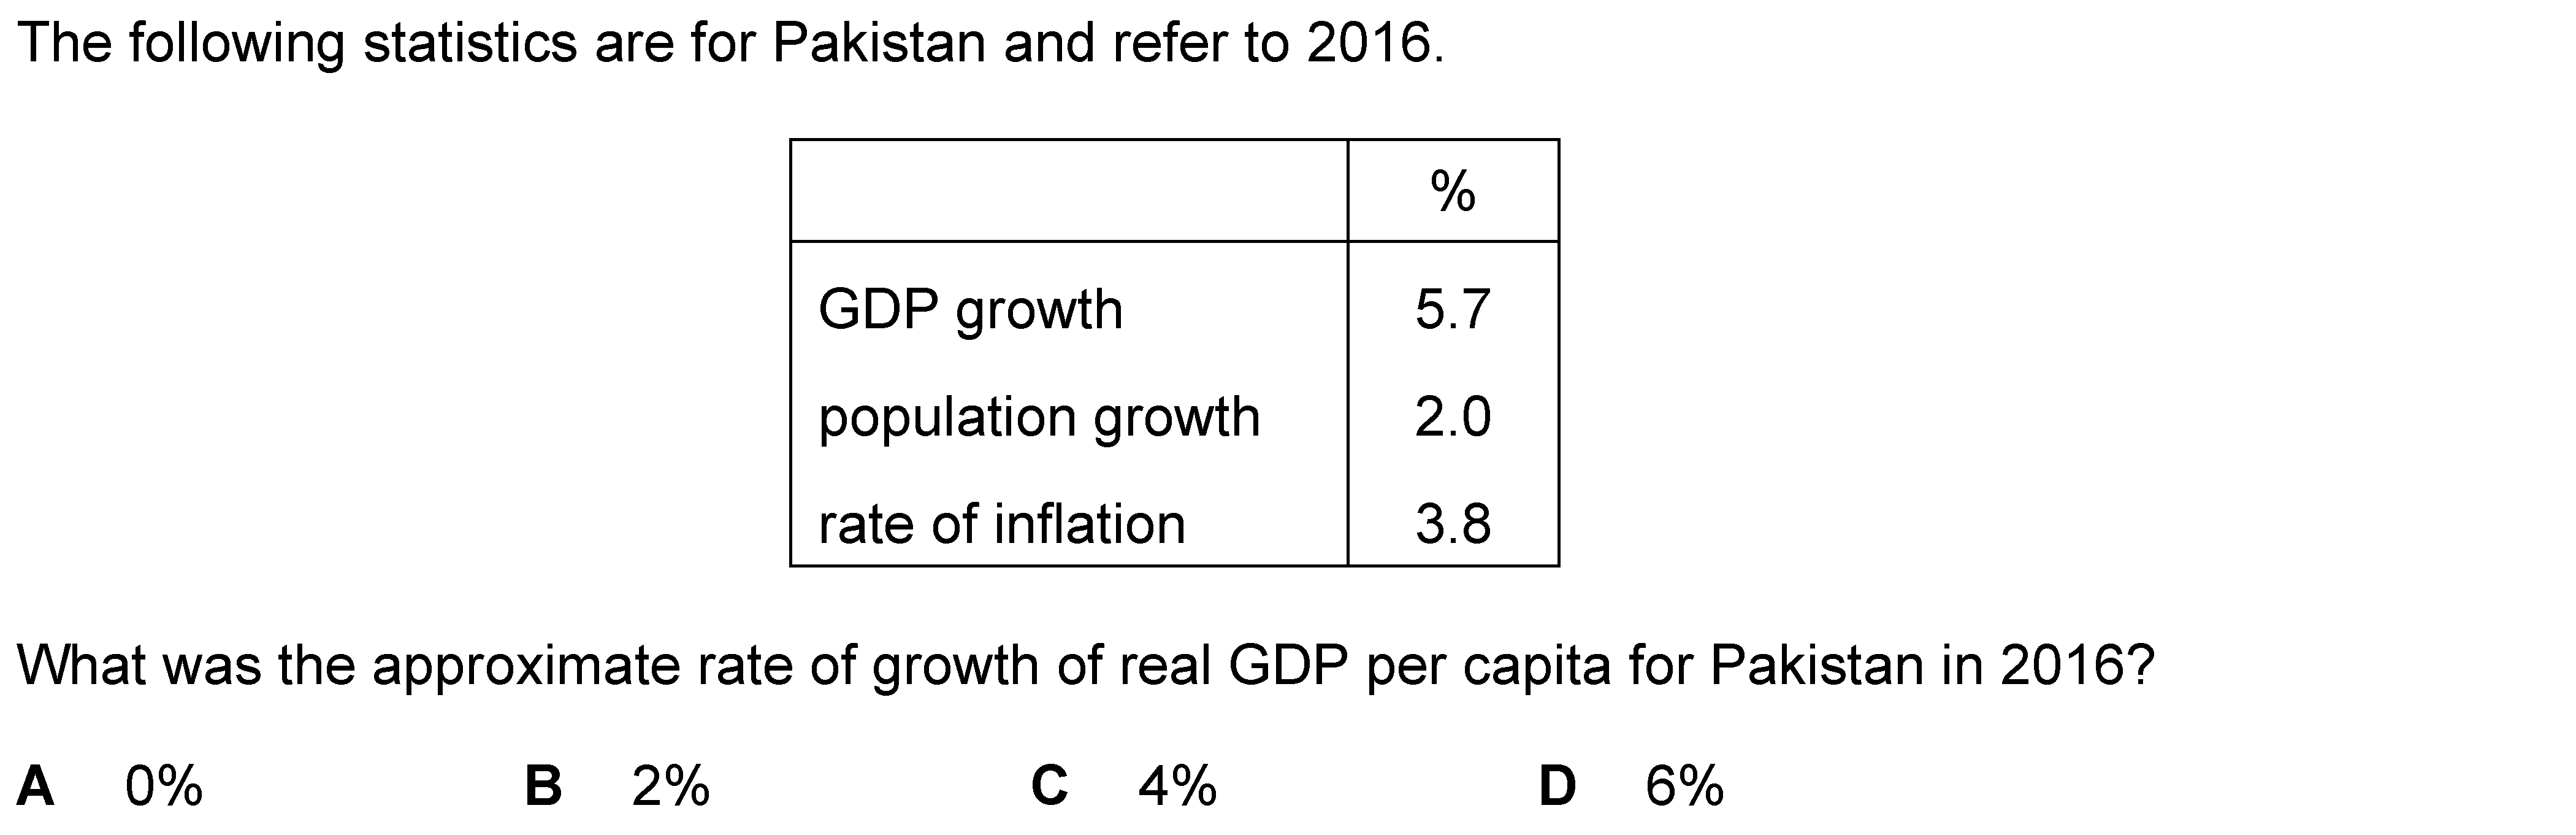 The following statistics are for Pakistan and refer to 2016.
%
GDP growth 5.7
population growth 2.0
rate of inflation 3.8
What was the approximate rate of growth of real GDP per capita for Pakistan in 2016?
A 0% B 2% C 4% D 6%